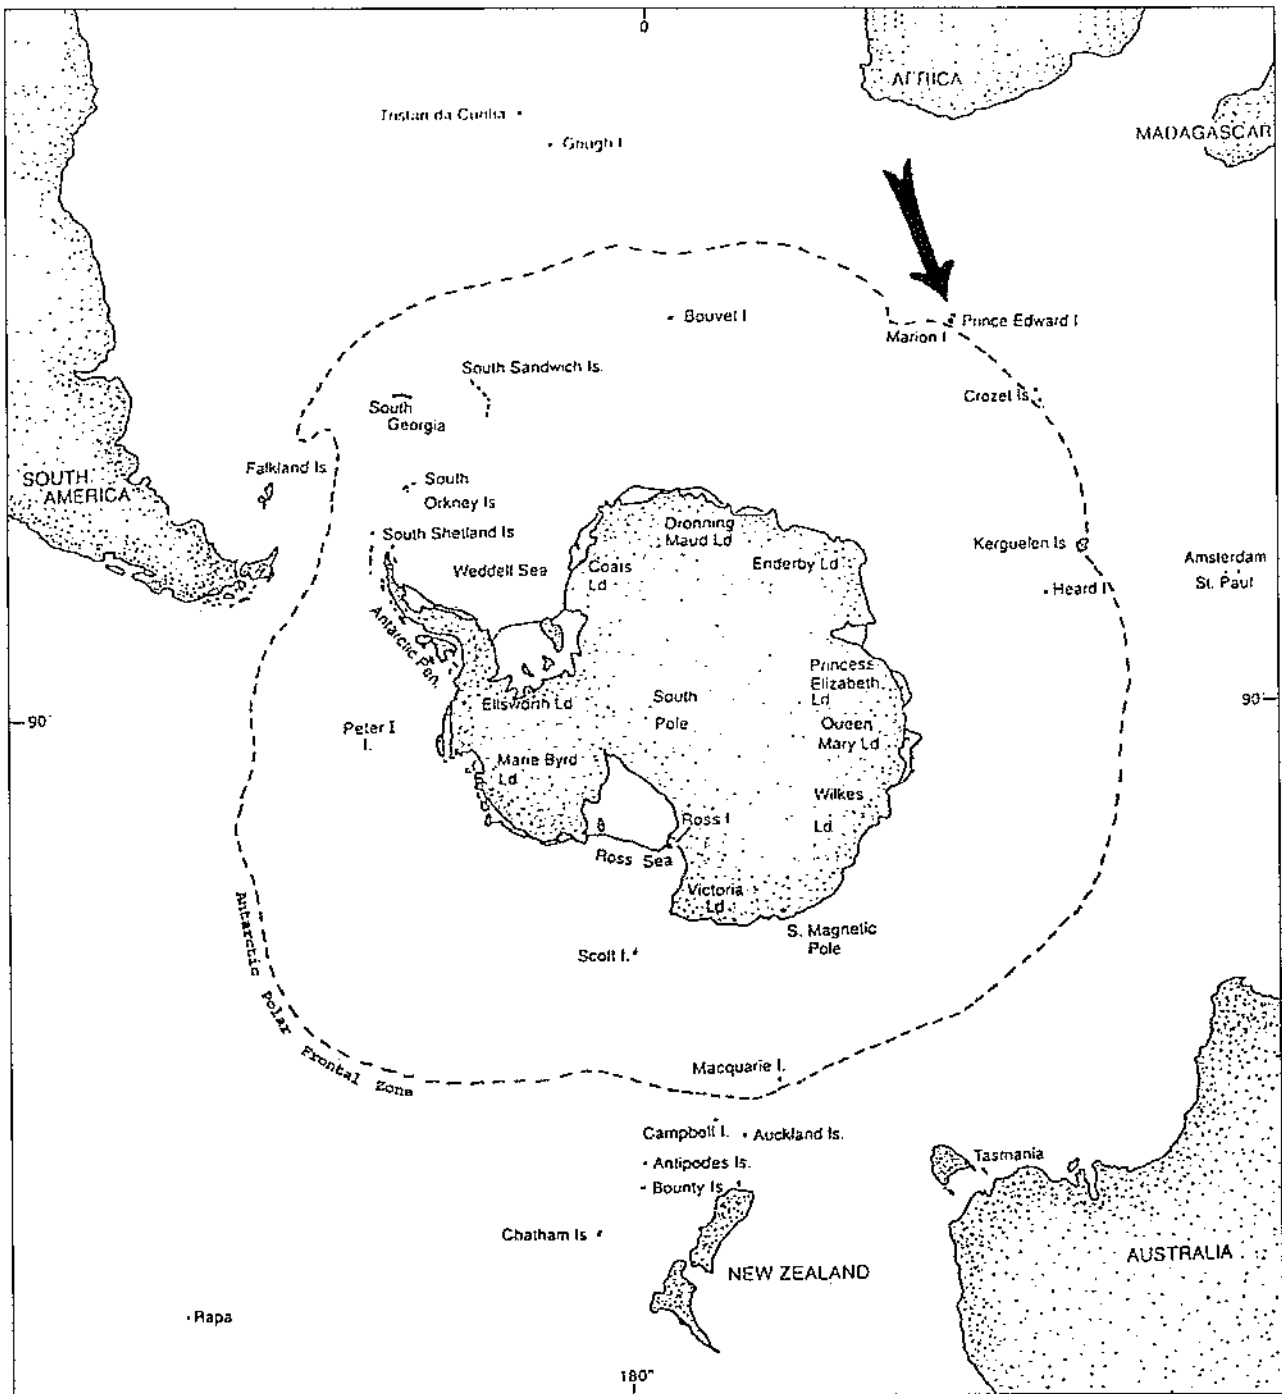 0
AFRICA
Tristan da Cunha
MADAGASCAR
Gough I
Bouvet I
Prince Edward I
Marion I
South Sandwich Is.
Crozet Is
South
Georgia
Falkland Is
SOUTH
AMERICA
South
Orkney Is
Dronning
Maud Ld
South Shetland Is
Kerguelen Is
Amsterdam
St. Paul
Weddell Sea
Coats
Ld
Enderby Ld
Heard I
Antarctic Pen.
Princess
Elizabeth
Ld
Ellsworth Ld
South
Pole
90°
90
Peter I
I.
Queen
Mary Ld
Marie Byrd
Ld
Wilkes
Ld
Ross I
Ross Sea
Victoria
Ld
S. Magnetic
Pole
Scott I.
Antarctic Polar Frontal Zone
Macquarie I.
Campbell I.
Auckland Is.
Tasmania
Antipodes Is.
Bounty Is
Chatham Is
AUSTRALIA
NEW ZEALAND
Rapa
180°